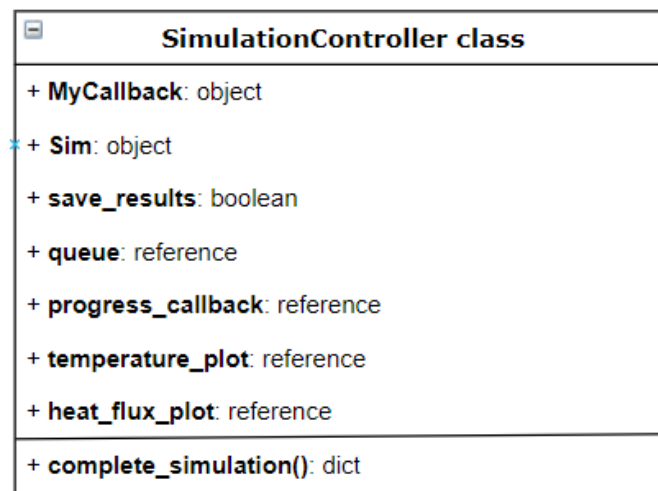 SimulationController class
+ MyCallback: object
+ Sim: object
+ save_results: boolean
+ queue: reference
+ progress_callback: reference
+ temperature_plot: reference
+ heat_flux_plot: reference
+ complete_simulation(): dict